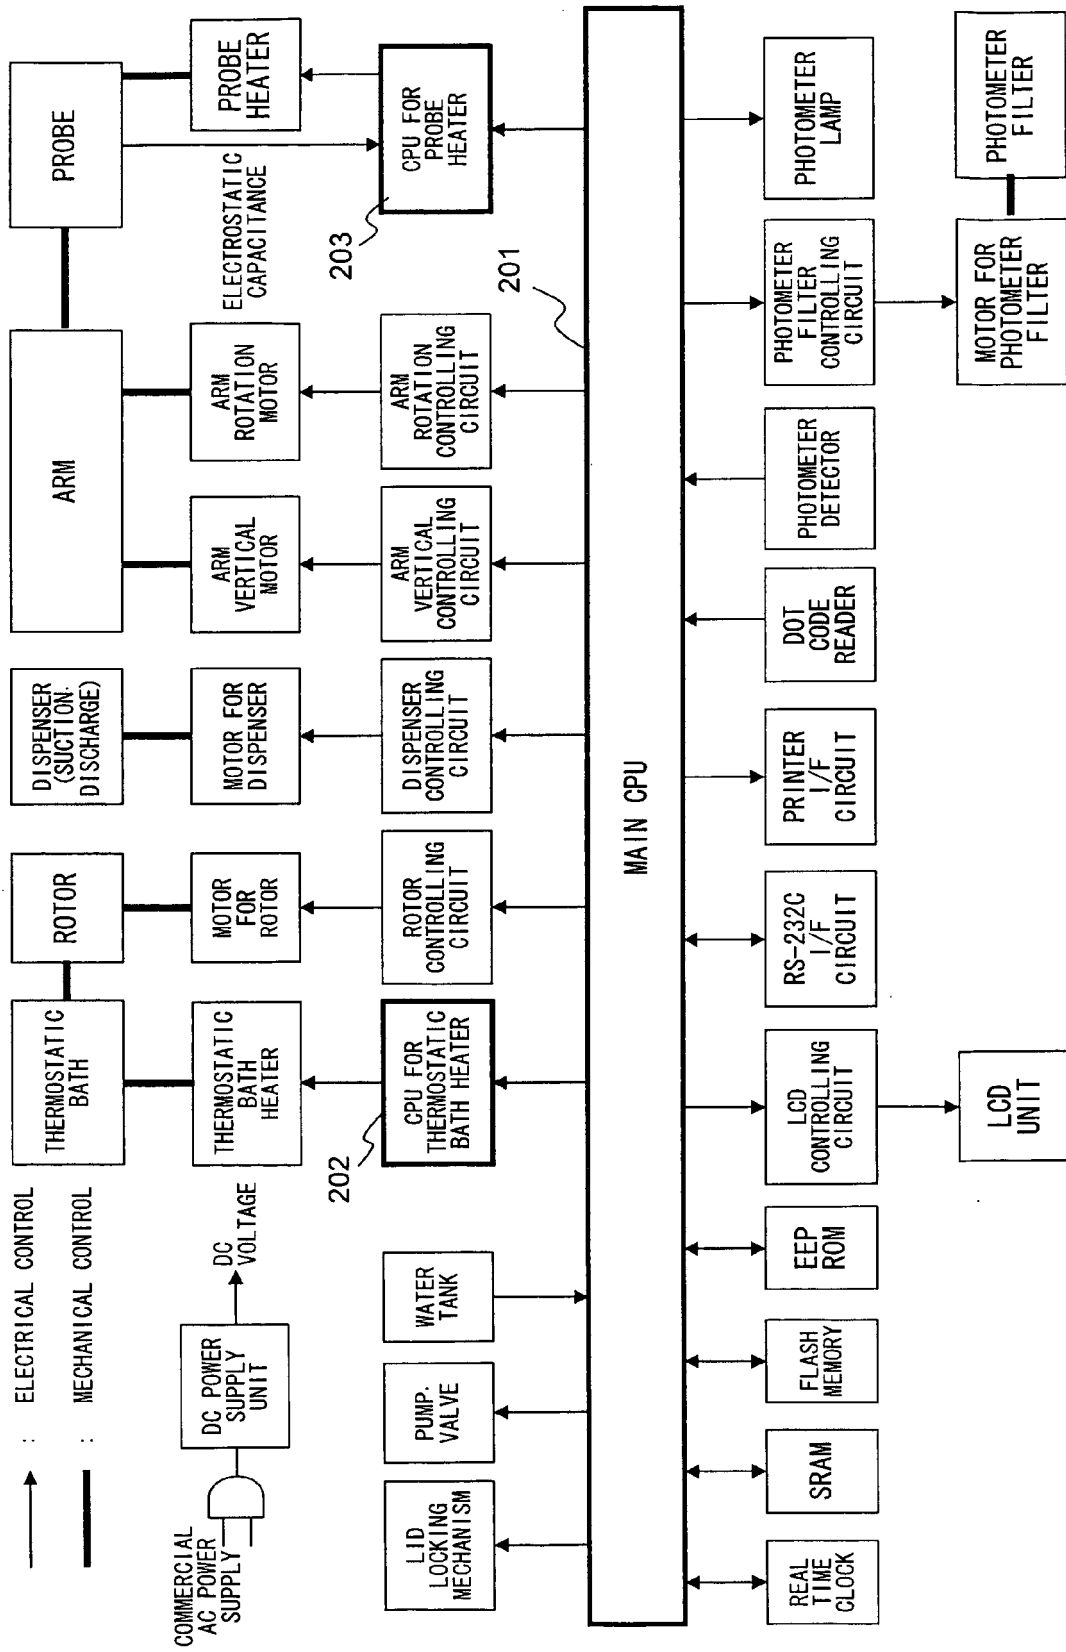 : ELECTRICAL CONTROL
: MECHANICAL CONTROL
COMMERCIAL
AC POWER
SUPPLY
DC POWER
SUPPLY
UNIT
DC
VOLTAGE
THERMOSTATIC
BATH
ROTOR
DISPENSER
(SUCTION·
DISCHARGE)
ARM
PROBE
THERMOSTATIC
BATH
HEATER
MOTOR
FOR
ROTOR
MOTOR FOR
DISPENSER
ARM
VERTICAL
MOTOR
ARM
ROTATION
MOTOR
ELECTROSTATIC
CAPACITANCE
PROBE
HEATER
LID
LOCKING
MECHANISM
PUMP.
VALVE
WATER
TANK
202
CPU FOR
THERMOSTATIC
BATH HEATER
ROTOR
CONTROLLING
CIRCUIT
DISPENSER
CONTROLLING
CIRCUIT
ARM
VERTICAL
CONTROLLING
CIRCUIT
ARM
ROTATION
CONTROLLING
CIRCUIT
203
CPU FOR
PROBE
HEATER
201
MAIN CPU
REAL
TIME
CLOCK
SRAM
FLASH
MEMORY
EEP
ROM
LCD
CONTROLLING
CIRCUIT
RS-232C
I/F
CIRCUIT
PRINTER
I/F
CIRCUIT
DOT
CODE
READER
PHOTOMETER
DETECTOR
PHOTOMETER
FILTER
CONTROLLING
CIRCUIT
PHOTOMETER
LAMP
LCD
UNIT
MOTOR FOR
PHOTOMETER
FILTER
PHOTOMETER
FILTER